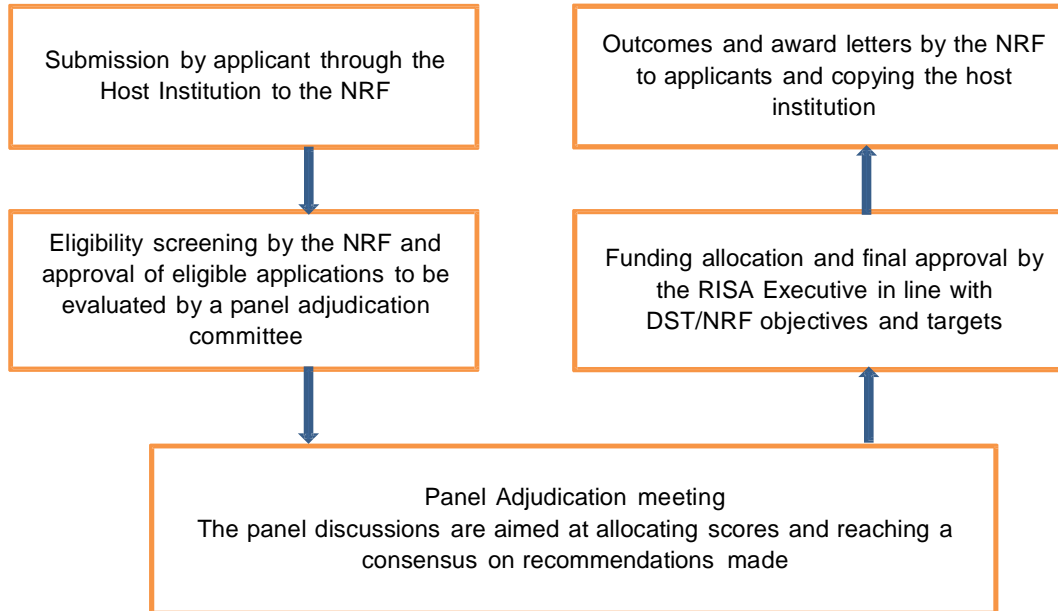 Submission by applicant through the
Host Institution to the NRF
Eligibility screening by the NRF and
approval of eligible applications to be
evaluated by a panel adjudication
committee
Panel Adjudication meeting
The panel discussions are aimed at allocating scores and reaching a
consensus on recommendations made
Funding allocation and final approval by
the RISA Executive in line with
DST/NRF objectives and targets
Outcomes and award letters by the NRF
to applicants and copying the host
institution